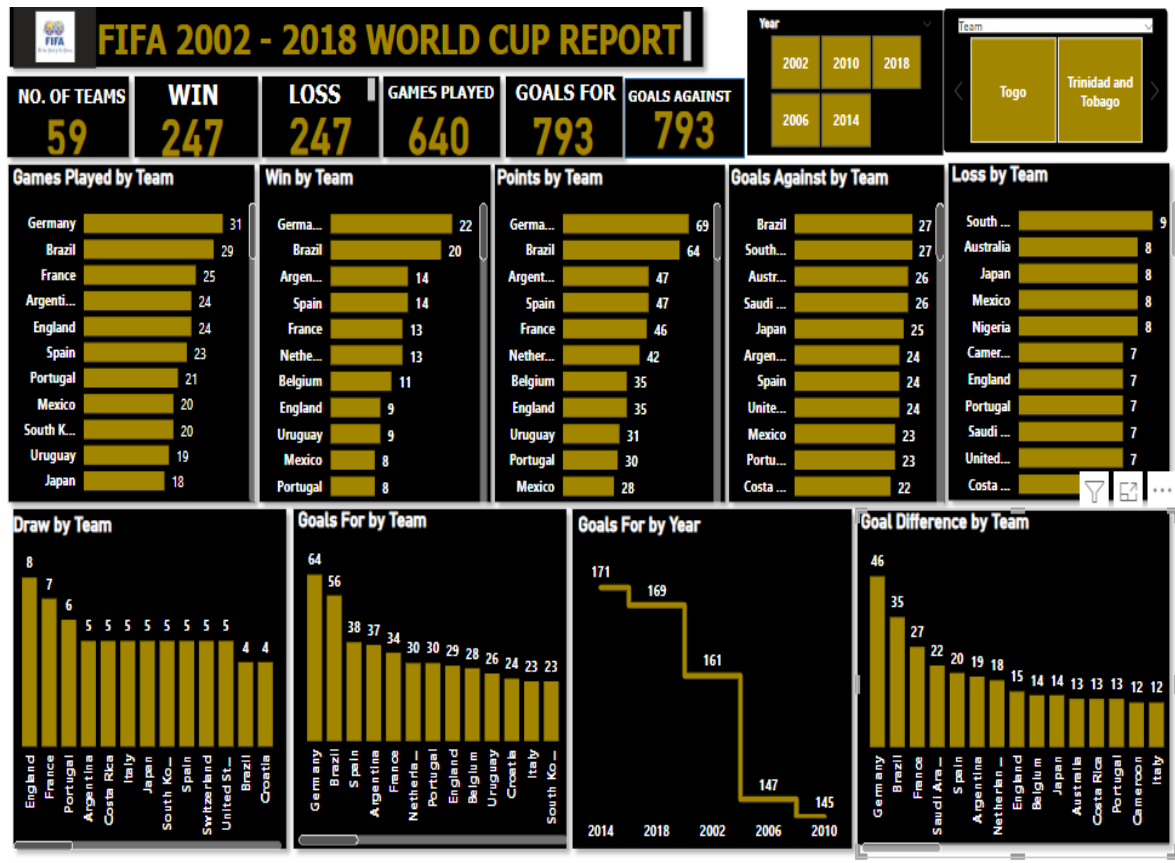 FIFA
FIFA 2002 - 2018 WORLD CUP REPORT
Year
2002
2010
2018
2006
2014
Team
Togo
Trinidad and
Tobago
NO. OF TEAMS
59
WIN
247
LOSS
247
GAMES PLAYED
640
GOALS FOR
793
GOALS AGAINST
793
Games Played by Team
Germany 31
Brazil 29
France 25
Argenti... 24
England 24
Spain 23
Portugal 21
Mexico 20
South K... 20
Uruguay 19
Japan 18
Win by Team
Germa... 22
Brazil 20
Argen... 14
Spain 14
France 13
Nethe... 13
Belgium 11
England 9
Uruguay 9
Mexico 8
Portugal 8
Points by Team
Germa... 69
Brazil 64
Argent... 47
Spain 47
France 46
Nether... 42
Belgium 35
England 35
Uruguay 31
Portugal 30
Mexico 28
Goals Against by Team
Brazil 27
South... 27
Austr... 26
Saudi ... 26
Japan 25
Argen... 24
Spain 24
Unite... 24
Mexico 23
Portu... 23
Costa ... 22
Loss by Team
South ... 9
Australia 8
Japan 8
Mexico 8
Nigeria 8
Camer... 7
England 7
Portugal 7
Saudi ... 7
United... 7
Costa ...
Draw by Team
8 7 6 5 5 5 5 5 5 5 5 4 4
England
France
Portugal
Argentina
Costa Rica
Italy
Japan
South Ko...
Spain
Switzerland
United St...
Brazil
Croatia
Goals For by Team
64 56 38 37 34 30 30 29 28 26 24 23 23
Germany
Brazil
Spain
Argentina
France
Netherla...
Portugal
England
Belgium
Uruguay
Croatia
Italy
South Ko...
Goals For by Year
171
169
161
147
145
2014 2018 2002 2006 2010
Goal Difference by Team
46 35 27 22 20 19 18 15 14 14 13 13 13 12 12
Germany
Brazil
France
Saudi Ara...
Spain
Argentina
Netherlan...
England
Belgium
Japan
Australia
Costa Rica
Portugal
Cameroon
Italy